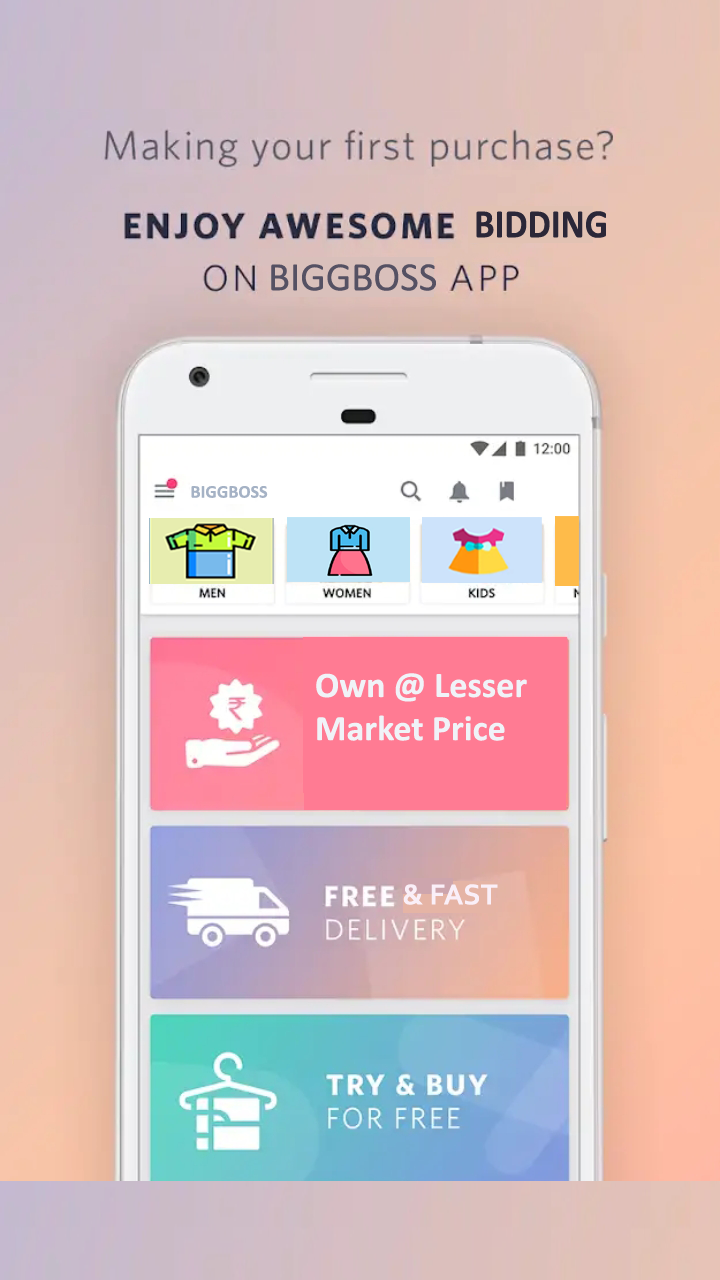 Making your first purchase?
ENJOY AWESOME BIDDING
ON BIGGBOSS APP
12:00
BIGGBOSS
MEN
WOMEN
KIDS
Own @ Lesser
Market Price
FREE & FAST
DELIVERY
TRY & BUY
FOR FREE